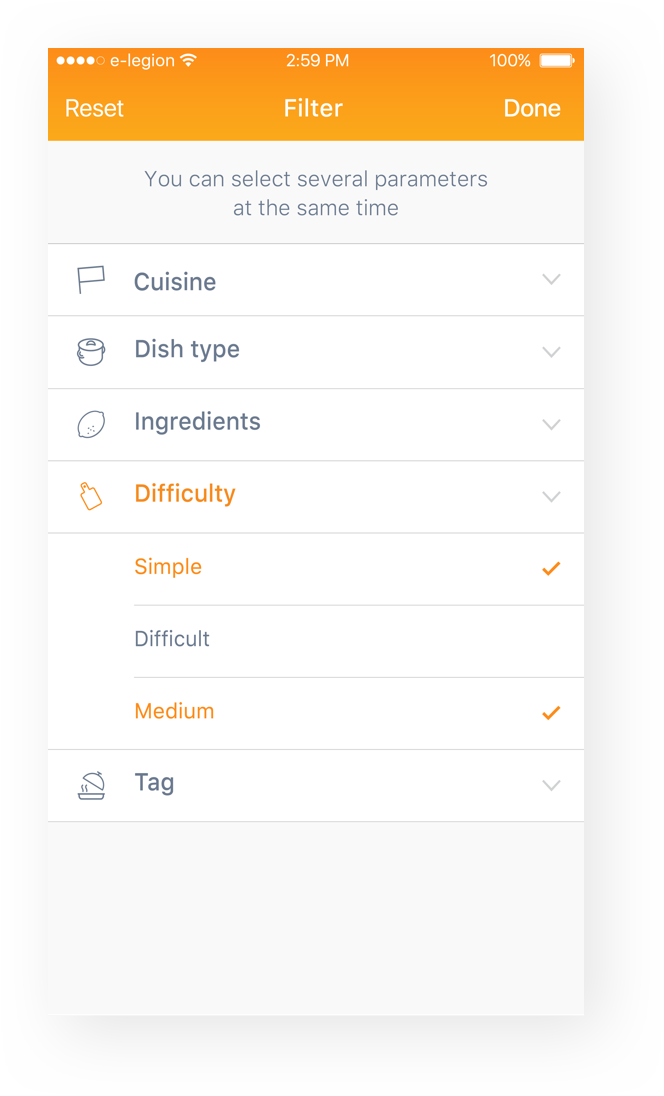 e-legion 2:59 PM 100%
Reset Filter Done
You can select several parameters
at the same time
Cuisine
Dish type
Ingredients
Difficulty
Simple
Difficult
Medium
Tag